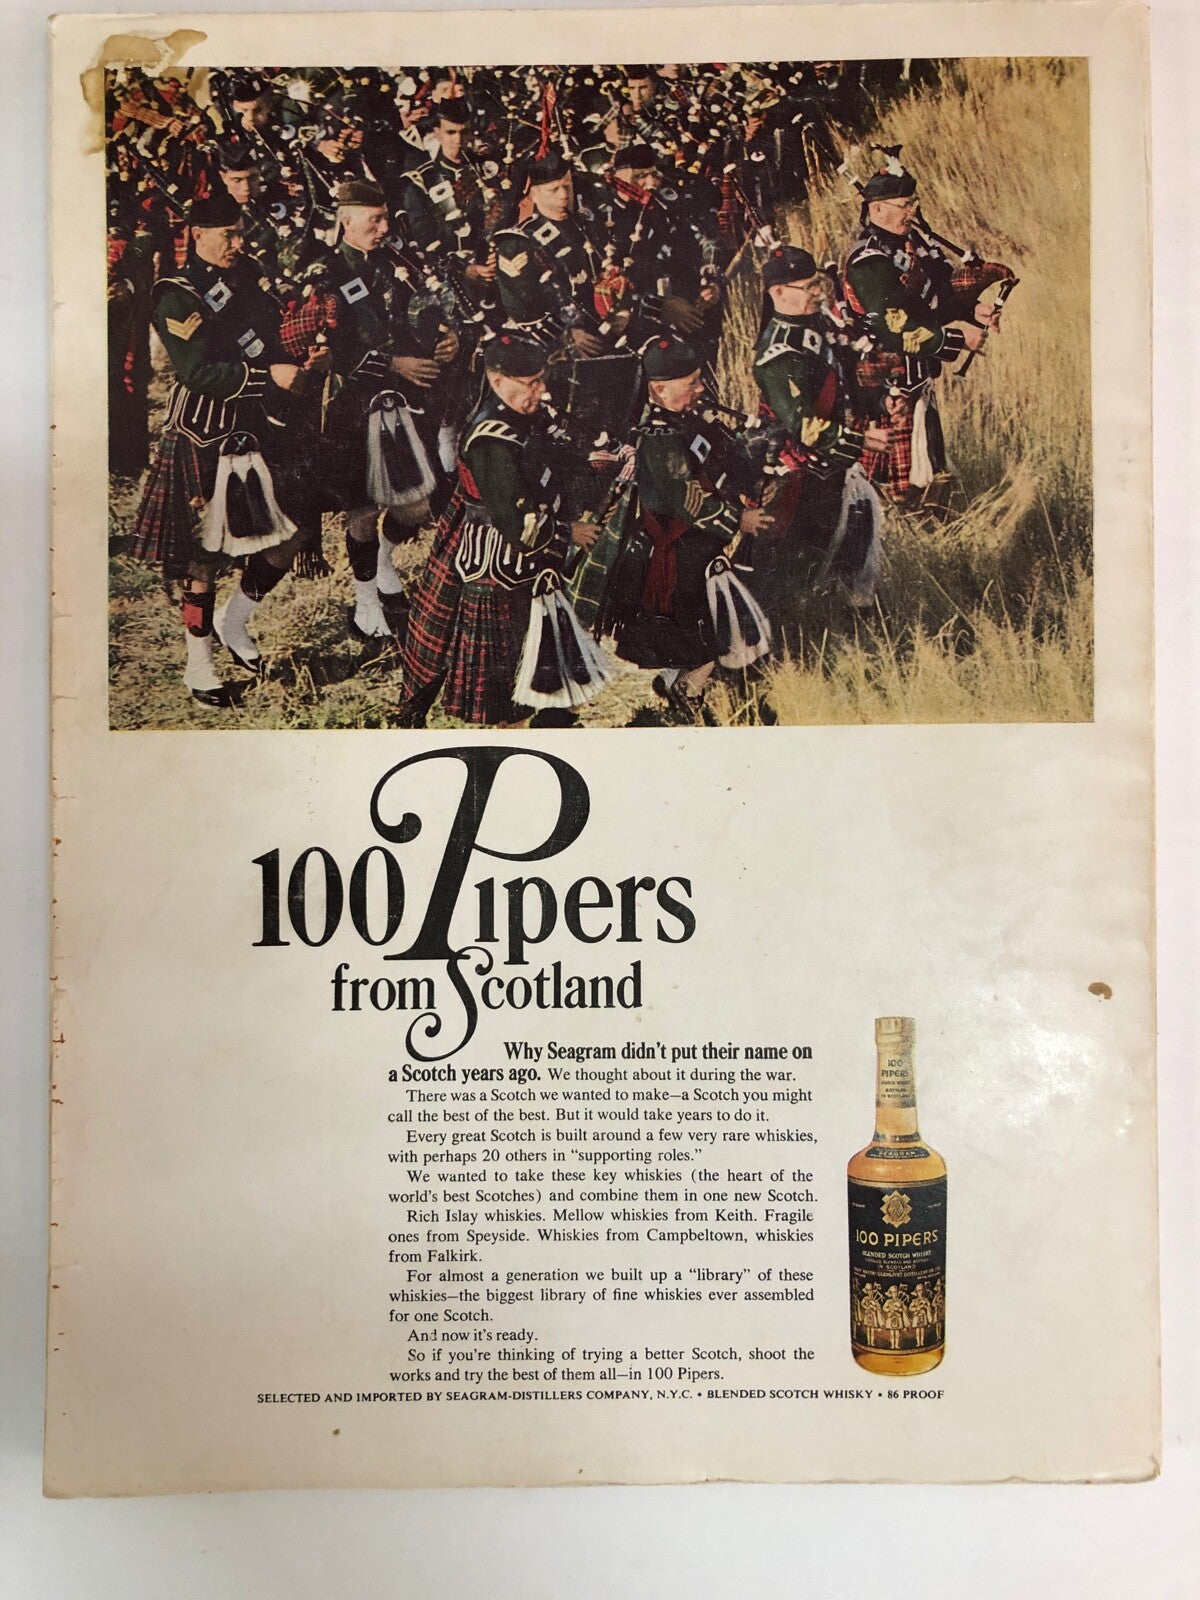 100 Pipers
from Scotland
Why Seagram didn't put their name on
a Scotch years ago. We thought about it during the war.
There was a Scotch we wanted to make—a Scotch you might
call the best of the best. But it would take years to do it.
Every great Scotch is built around a few very rare whiskies,
with perhaps 20 others in "supporting roles."
We wanted to take these key whiskies (the heart of the
world's best Scotches) and combine them in one new Scotch.
Rich Islay whiskies. Mellow whiskies from Keith. Fragile
ones from Speyside. Whiskies from Campbeltown, whiskies
from Falkirk.
For almost a generation we built up a "library" of these
whiskies—the biggest library of fine whiskies ever assembled
for one Scotch.
And now it's ready.
So if you're thinking of trying a better Scotch, shoot the
works and try the best of them all—in 100 Pipers.
100
PIPERS
SEAGRAM
100 PIPERS
BLENDED SCOTCH WHISKY
IN SCOTLAND
SELECTED AND IMPORTED BY SEAGRAM-DISTILLERS COMPANY, N.Y.C. • BLENDED SCOTCH WHISKY • 86 PROOF